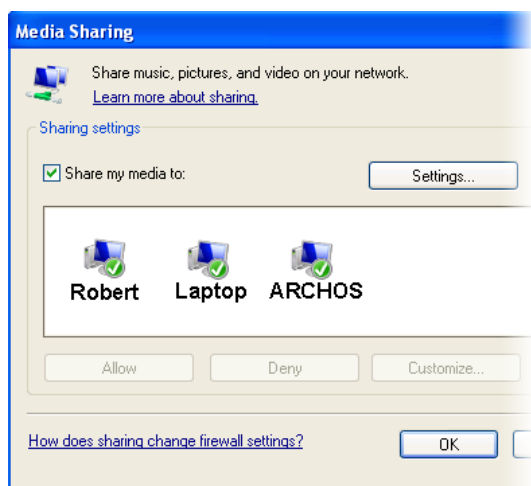 Media Sharing
Share music, pictures, and video on your network.
Learn more about sharing.
Sharing settings
Share my media to:
Settings...
Robert Laptop ARCHOS
Allow Deny Customize...
How does sharing change firewall settings?
OK